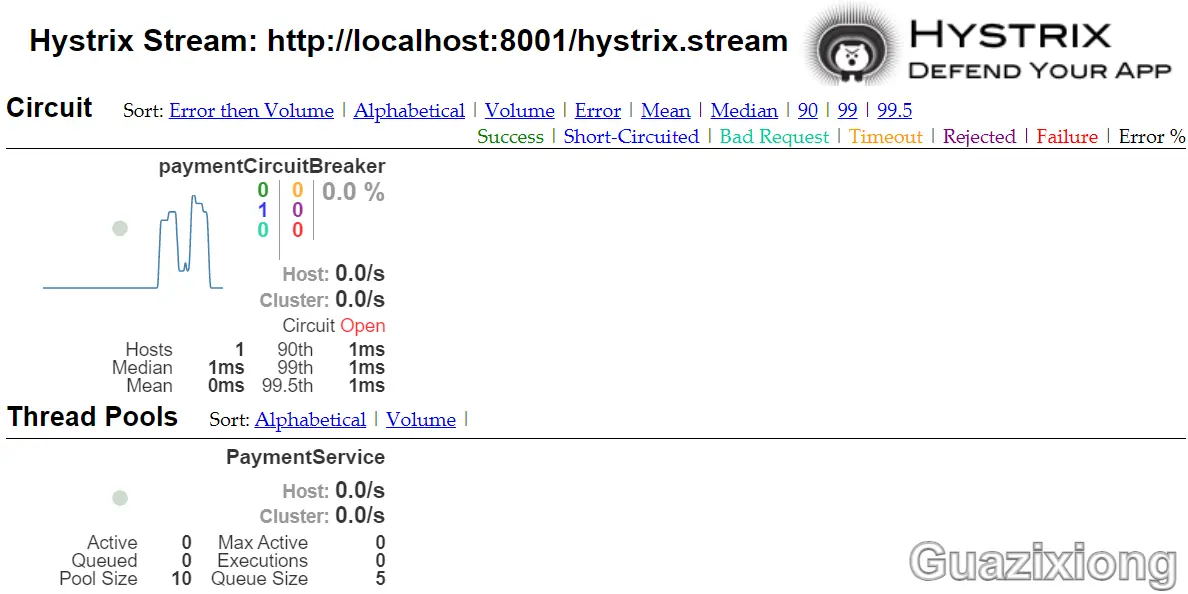 Hystrix Stream: http://localhost:8001/hystrix.stream
HYSTRIX
DEFEND YOUR APP
Circuit Sort: Error then Volume | Alphabetical | Volume | Error | Mean | Median | 90 | 99 | 99.5
Success | Short-Circuited | Bad Request | Timeout | Rejected | Failure | Error %
paymentCircuitBreaker
0 0 0.0 %
1 0
0 0
Host: 0.0/s
Cluster: 0.0/s
Circuit Open
Hosts 1 90th 1ms
Median 1ms 99th 1ms
Mean 0ms 99.5th 1ms
Thread Pools Sort: Alphabetical | Volume |
PaymentService
Host: 0.0/s
Cluster: 0.0/s
Active 0 Max Active 0
Queued 0 Executions 0
Pool Size 10 Queue Size 5
Guazixiong